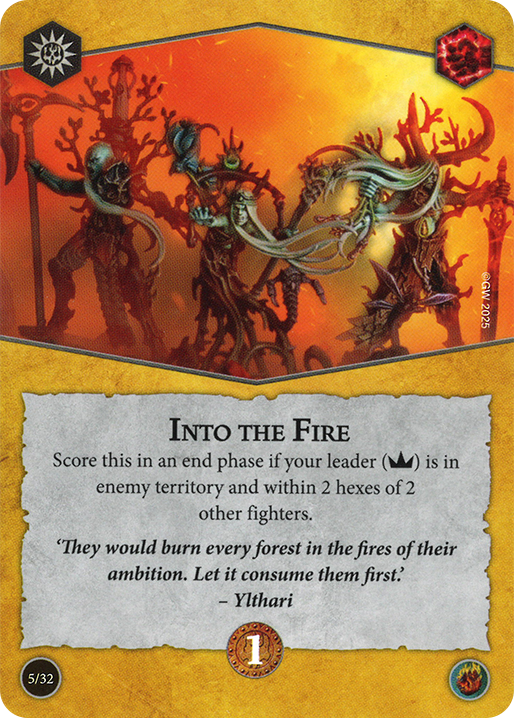 ©GW 2025
INTO THE FIRE
Score this in an end phase if your leader () is in
enemy territory and within 2 hexes of 2
other fighters.
‘They would burn every forest in the fires of their
ambition. Let it consume them first.’
– Ylthari
1
5/32